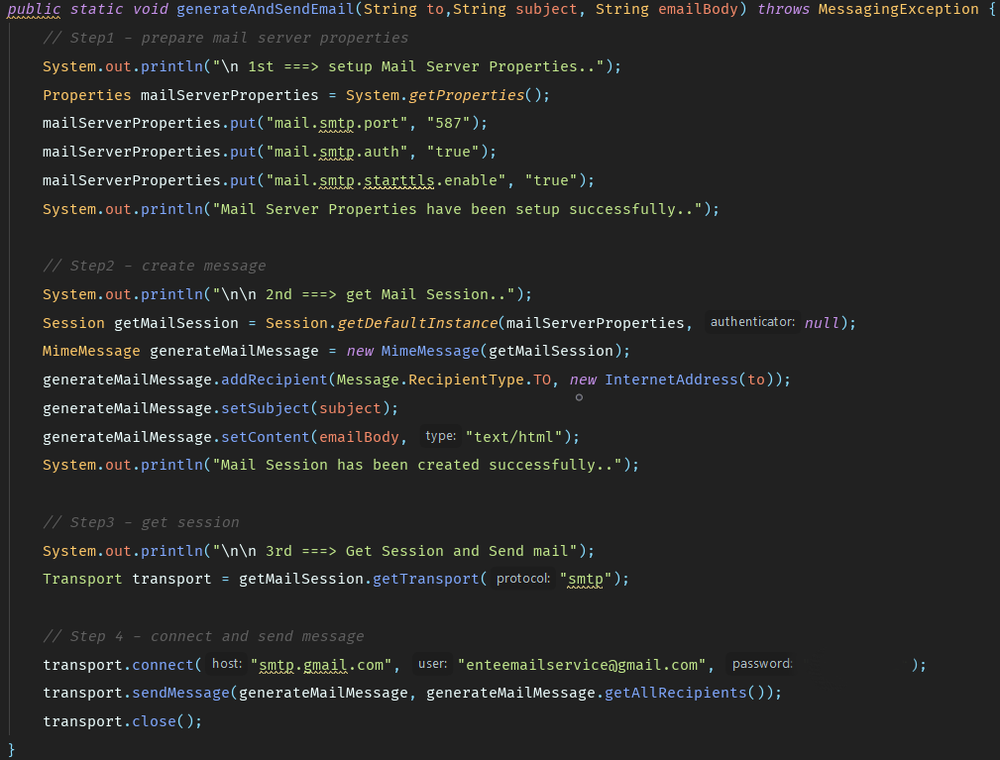 public static void generateAndSendEmail(String to,String subject, String emailBody) throws MessagingException {
// Step1 - prepare mail server properties
System.out.println("\n 1st ===> setup Mail Server Properties..");
Properties mailServerProperties = System.getProperties();
mailServerProperties.put("mail.smtp.port", "587");
mailServerProperties.put("mail.smtp.auth", "true");
mailServerProperties.put("mail.smtp.starttls.enable", "true");
System.out.println("Mail Server Properties have been setup successfully..");
// Step2 - create message
System.out.println("\n\n 2nd ===> get Mail Session..");
Session getMailSession = Session.getDefaultInstance(mailServerProperties, authenticator: null);
MimeMessage generateMailMessage = new MimeMessage(getMailSession);
generateMailMessage.addRecipient(Message.RecipientType.TO, new InternetAddress(to));
generateMailMessage.setSubject(subject);
generateMailMessage.setContent(emailBody, type: "text/html");
System.out.println("Mail Session has been created successfully..");
// Step3 - get session
System.out.println("\n\n 3rd ===> Get Session and Send mail");
Transport transport = getMailSession.getTransport( protocol: "smtp");
// Step 4 - connect and send message
transport.connect( host: "smtp.gmail.com", user: "enteemailservice@gmail.com", password: );
transport.sendMessage(generateMailMessage, generateMailMessage.getAllRecipients());
transport.close();
}